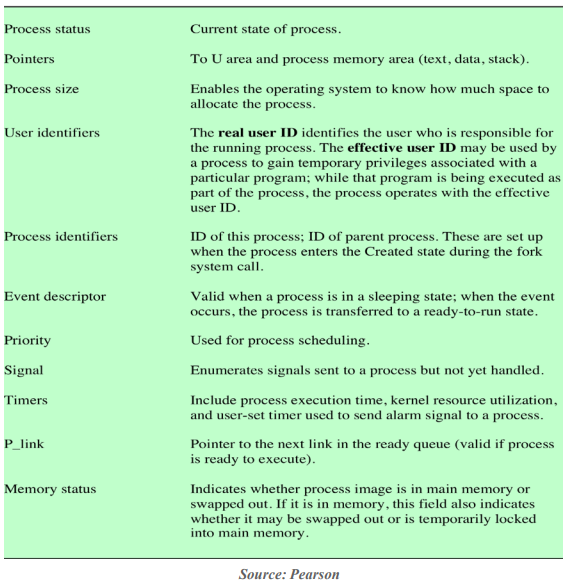 Process status Current state of process.
Pointers To U area and process memory area (text, data, stack).
Process size Enables the operating system to know how much space to
allocate the process.
User identifiers The real user ID identifies the user who is responsible for
the running process. The effective user ID may be used by
a process to gain temporary privileges associated with a
particular program; while that program is being executed as
part of the process, the process operates with the effective
user ID.
Process identifiers ID of this process; ID of parent process. These are set up
when the process enters the Created state during the fork
system call.
Event descriptor Valid when a process is in a sleeping state; when the event
occurs, the process is transferred to a ready-to-run state.
Priority Used for process scheduling.
Signal Enumerates signals sent to a process but not yet handled.
Timers Include process execution time, kernel resource utilization,
and user-set timer used to send alarm signal to a process.
P_link Pointer to the next link in the ready queue (valid if process
is ready to execute).
Memory status Indicates whether process image is in main memory or
swapped out. If it is in memory, this field also indicates
whether it may be swapped out or is temporarily locked
into main memory.
Source: Pearson